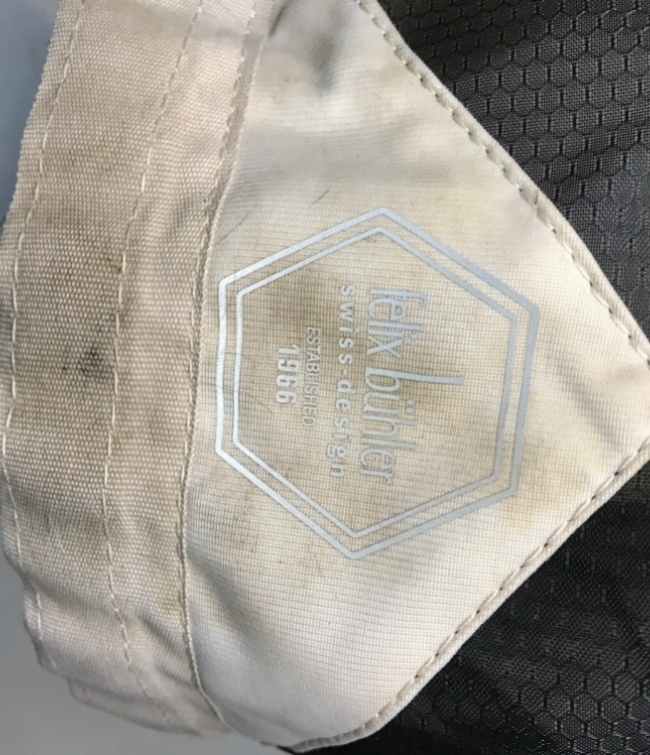 felix bühler
swiss-design
ESTABLISHED
1966